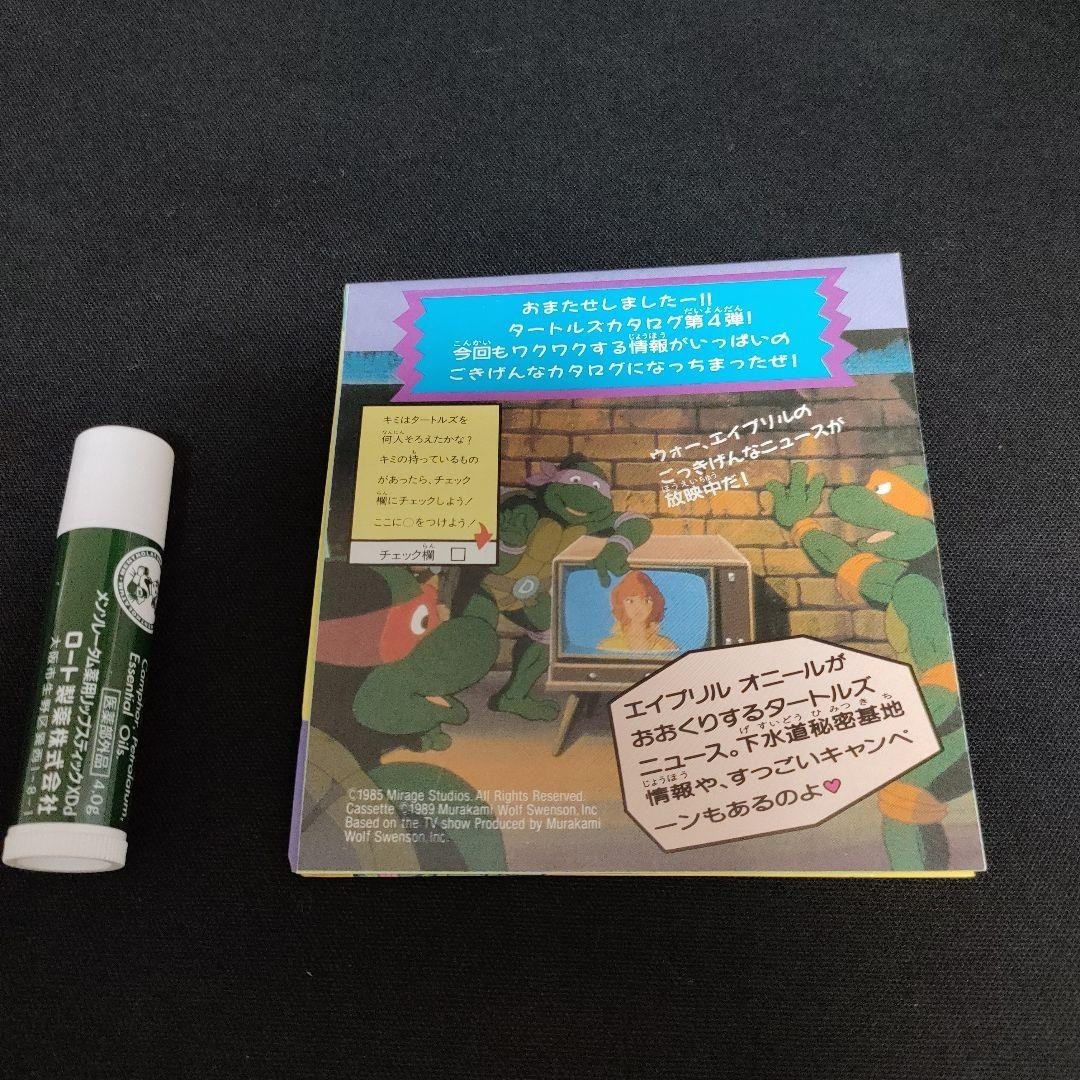 おまたせしましたー!!
タートルズカタログ第4弾!
今回もワクワクする情報がいっぱいの
ごきげんなカタログになっちまったぜ!
キミはタートルズを
何人そろえたかな?
キミの持っているもの
があったら、チェック
欄にチェックしよう!
ここに○をつけよう!
チェック欄 □
ウォー、エイプリルの
ごっきげんなニュースが
放映中だ!
D
エイプリル オニールが
おおくりするタートルズ
ニュース。下水道秘密基地
情報や、すっごいキャンペ
ーンもあるのよ♥
©1985 Mirage Studios. All Rights Reserved.
Cassette ©1989 Murakami Wolf Swenson, Inc
Based on the TV show Produced by Murakami
Wolf Swenson, Inc.
Camphor, Petrolatum,
Essential Oils.
医薬部外品 4.0g
メンソレータム薬用リップスティックXDd
ロート製薬株式会社
大阪市生野区巽西1-8-1